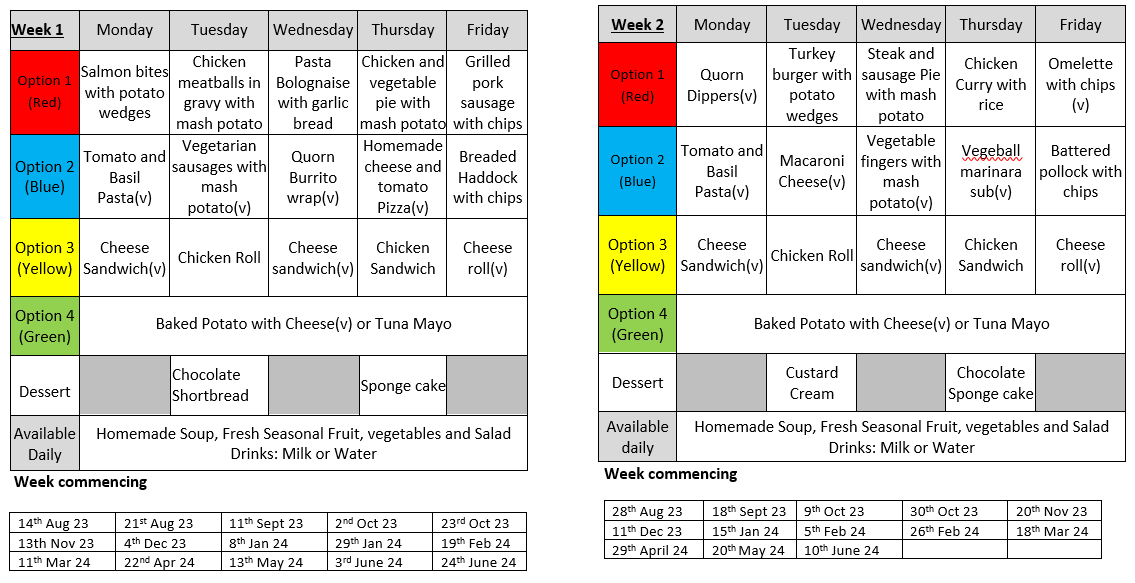 Week 1 Monday Tuesday Wednesday Thursday Friday
Option 1
(Red)
Salmon bites
with potato
wedges
Chicken
meatballs in
gravy with
mash potato
Pasta
Bolognaise
with garlic
bread
Chicken and
vegetable
pie with
mash potato
Grilled
pork
sausage
with chips
Option 2
(Blue)
Tomato and
Basil
Pasta(v)
Vegetarian
sausages with
mash
potato(v)
Quorn
Burrito
wrap(v)
Homemade
cheese and
tomato
Pizza(v)
Breaded
Haddock
with chips
Option 3
(Yellow)
Cheese
Sandwich(v)
Chicken Roll
Cheese
sandwich(v)
Chicken
Sandwich
Cheese
roll(v)
Option 4
(Green)
Baked Potato with Cheese(v) or Tuna Mayo
Dessert
Chocolate
Shortbread
Sponge cake
Available
Daily
Homemade Soup, Fresh Seasonal Fruit, vegetables and Salad
Drinks: Milk or Water
Week commencing
14th Aug 23 21st Aug 23 11th Sept 23 2nd Oct 23 23rd Oct 23
13th Nov 23 4th Dec 23 8th Jan 24 29th Jan 24 19th Feb 24
11th Mar 24 22nd Apr 24 13th May 24 3rd June 24 24th June 24
Week 2 Monday Tuesday Wednesday Thursday Friday
Option 1
(Red)
Quorn
Dippers(v)
Turkey
burger with
potato
wedges
Steak and
sausage Pie
with mash
potato
Chicken
Curry with
rice
Omelette
with chips
(v)
Option 2
(Blue)
Tomato and
Basil
Pasta(v)
Macaroni
Cheese(v)
Vegetable
fingers with
mash
potato(v)
Vegeball
marinara
sub(v)
Battered
pollock with
chips
Option 3
(Yellow)
Cheese
Sandwich(v)
Chicken Roll
Cheese
sandwich(v)
Chicken
Sandwich
Cheese
roll(v)
Option 4
(Green)
Baked Potato with Cheese(v) or Tuna Mayo
Dessert
Custard
Cream
Chocolate
Sponge cake
Available
daily
Homemade Soup, Fresh Seasonal Fruit, vegetables and Salad
Drinks: Milk or Water
Week commencing
28th Aug 23 18th Sept 23 9th Oct 23 30th Oct 23 20th Nov 23
11th Dec 23 15th Jan 24 5th Feb 24 26th Feb 24 18th Mar 24
29th April 24 20th May 24 10th June 24